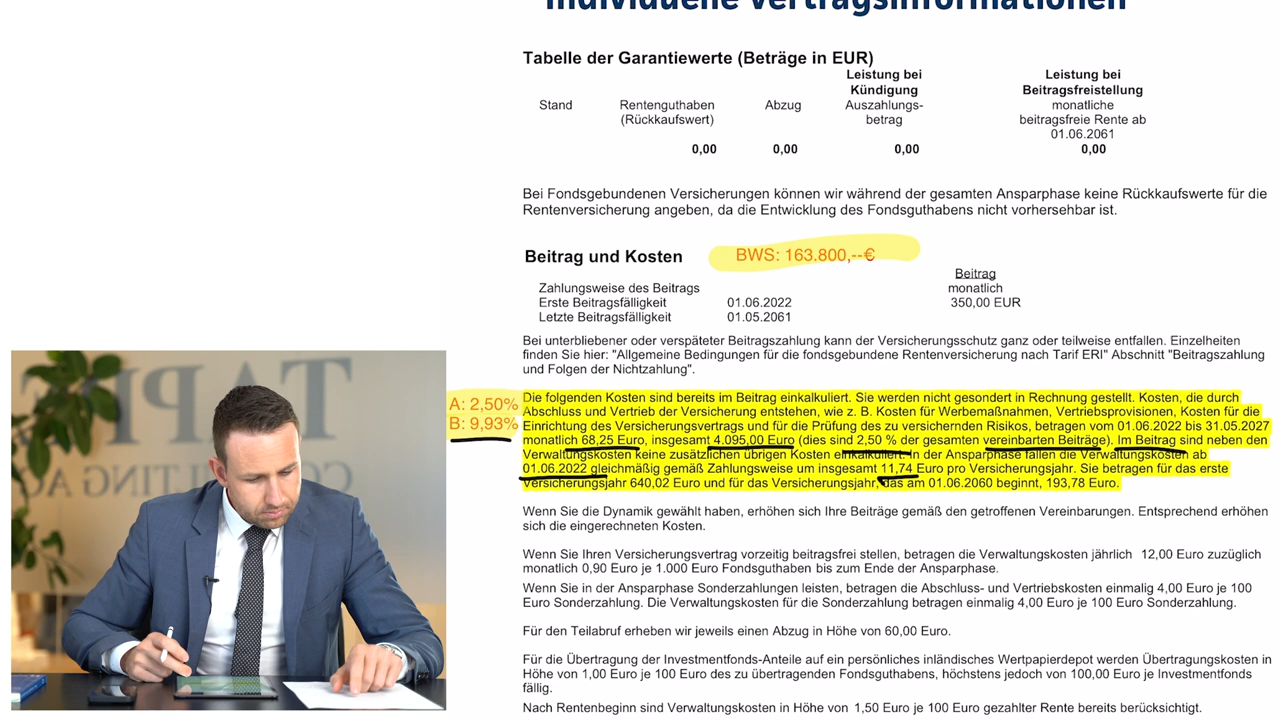 Individuelle Vertragsinformationen
Tabelle der Garantiewerte (Beträge in EUR)
Leistung bei Kündigung
Leistung bei Beitragsfreistellung
Stand
Rentenguthaben (Rückkaufswert)
Abzug
Auszahlungs-betrag
monatliche beitragsfreie Rente ab 01.06.2061
0,00 0,00 0,00 0,00
Bei Fondsgebundenen Versicherungen können wir während der gesamten Ansparphase keine Rückkaufswerte für die
Rentenversicherung angeben, da die Entwicklung des Fondsguthabens nicht vorhersehbar ist.
Beitrag und Kosten BWS: 163.800,--€
Beitrag
Zahlungsweise des Beitrags monatlich
Erste Beitragsfälligkeit 01.06.2022 350,00 EUR
Letzte Beitragsfälligkeit 01.05.2061
Bei unterbliebener oder verspäteter Beitragszahlung kann der Versicherungsschutz ganz oder teilweise entfallen. Einzelheiten
finden Sie hier: "Allgemeine Bedingungen für die fondsgebundene Rentenversicherung nach Tarif ERI" Abschnitt "Beitragszahlung
und Folgen der Nichtzahlung".
A: 2,50%
B: 9,93%
Die folgenden Kosten sind bereits im Beitrag einkalkuliert. Sie werden nicht gesondert in Rechnung gestellt. Kosten, die durch
Abschluss und Vertrieb der Versicherung entstehen, wie z. B. Kosten für Werbemaßnahmen, Vertriebsprovisionen, Kosten für die
Einrichtung des Versicherungsvertrags und für die Prüfung des zu versichernden Risikos, betragen vom 01.06.2022 bis 31.05.2027
monatlich 68,25 Euro, insgesamt 4.095,00 Euro (dies sind 2,50 % der gesamten vereinbarten Beiträge). Im Beitrag sind neben den
Verwaltungskosten keine zusätzlichen übrigen Kosten einkalkuliert. In der Ansparphase fallen die Verwaltungskosten ab
01.06.2022 gleichmäßig gemäß Zahlungsweise um insgesamt 11,74 Euro pro Versicherungsjahr. Sie betragen für das erste
Versicherungsjahr 640,02 Euro und für das Versicherungsjahr, das am 01.06.2060 beginnt, 193,78 Euro.
Wenn Sie die Dynamik gewählt haben, erhöhen sich Ihre Beiträge gemäß den getroffenen Vereinbarungen. Entsprechend erhöhen
sich die eingerechneten Kosten.
Wenn Sie Ihren Versicherungsvertrag vorzeitig beitragsfrei stellen, betragen die Verwaltungskosten jährlich 12,00 Euro zuzüglich
monatlich 0,90 Euro je 1.000 Euro Fondsguthaben bis zum Ende der Ansparphase.
Wenn Sie in der Ansparphase Sonderzahlungen leisten, betragen die Abschluss- und Vertriebskosten einmalig 4,00 Euro je 100
Euro Sonderzahlung. Die Verwaltungskosten für die Sonderzahlung betragen einmalig 4,00 Euro je 100 Euro Sonderzahlung.
Für den Teilabruf erheben wir jeweils einen Abzug in Höhe von 60,00 Euro.
Für die Übertragung der Investmentfonds-Anteile auf ein persönliches inländisches Wertpapierdepot werden Übertragungskosten in
Höhe von 1,00 Euro je 100 Euro des zu übertragenden Fondsguthabens, höchstens jedoch von 100,00 Euro je Investmentfonds
fällig.
Nach Rentenbeginn sind Verwaltungskosten in Höhe von 1,50 Euro je 100 Euro gezahlter Rente bereits berücksichtigt.